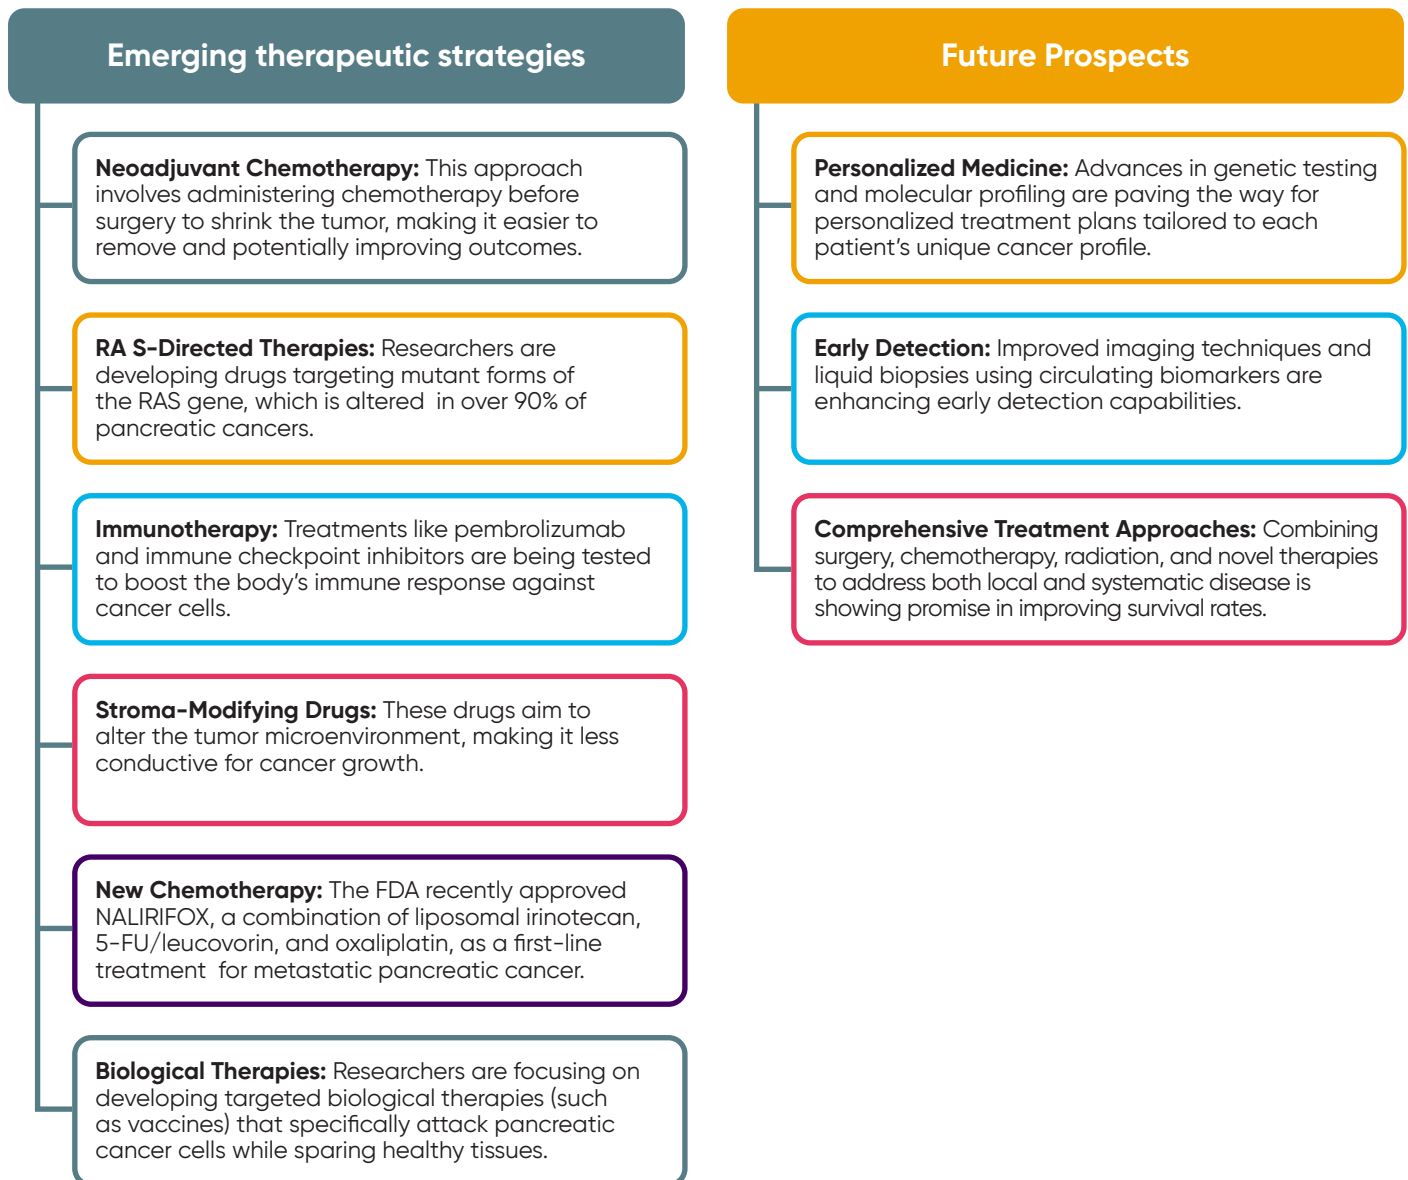 Emerging therapeutic strategies
Neoadjuvant Chemotherapy: This approach
involves administering chemotherapy before
surgery to shrink the tumor, making it easier to
remove and potentially improving outcomes.
RA S-Directed Therapies: Researchers are
developing drugs targeting mutant forms of
the RAS gene, which is altered  in over 90% of
pancreatic cancers.
Immunotherapy: Treatments like pembrolizumab
and immune checkpoint inhibitors are being tested
to boost the body’s immune response against
cancer cells.
Stroma-Modifying Drugs: These drugs aim to
alter the tumor microenvironment, making it less
conductive for cancer growth.
New Chemotherapy: The FDA recently approved
NALIRIFOX, a combination of liposomal irinotecan,
5-FU/leucovorin, and oxaliplatin, as a first-line
treatment  for metastatic pancreatic cancer.
Biological Therapies: Researchers are focusing on
developing targeted biological therapies (such
as vaccines) that specifically attack pancreatic
cancer cells while sparing healthy tissues.
Future Prospects
Personalized Medicine: Advances in genetic testing
and molecular profiling are paving the way for
personalized treatment plans tailored to each
patient’s unique cancer profile.
Early Detection: Improved imaging techniques and
liquid biopsies using circulating biomarkers are
enhancing early detection capabilities.
Comprehensive Treatment Approaches: Combining
surgery, chemotherapy, radiation, and novel therapies
to address both local and systematic disease is
showing promise in improving survival rates.